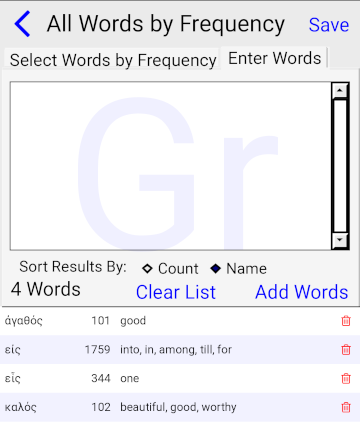 All Words by Frequency Save
Select Words by Frequency Enter Words
Gr
Sort Results By: Count Name
4 Words Clear List Add Words
ἀγαθός 101 good
εἰς 1759 into, in, among, till, for
εἷς 344 one
καλός 102 beautiful, good, worthy